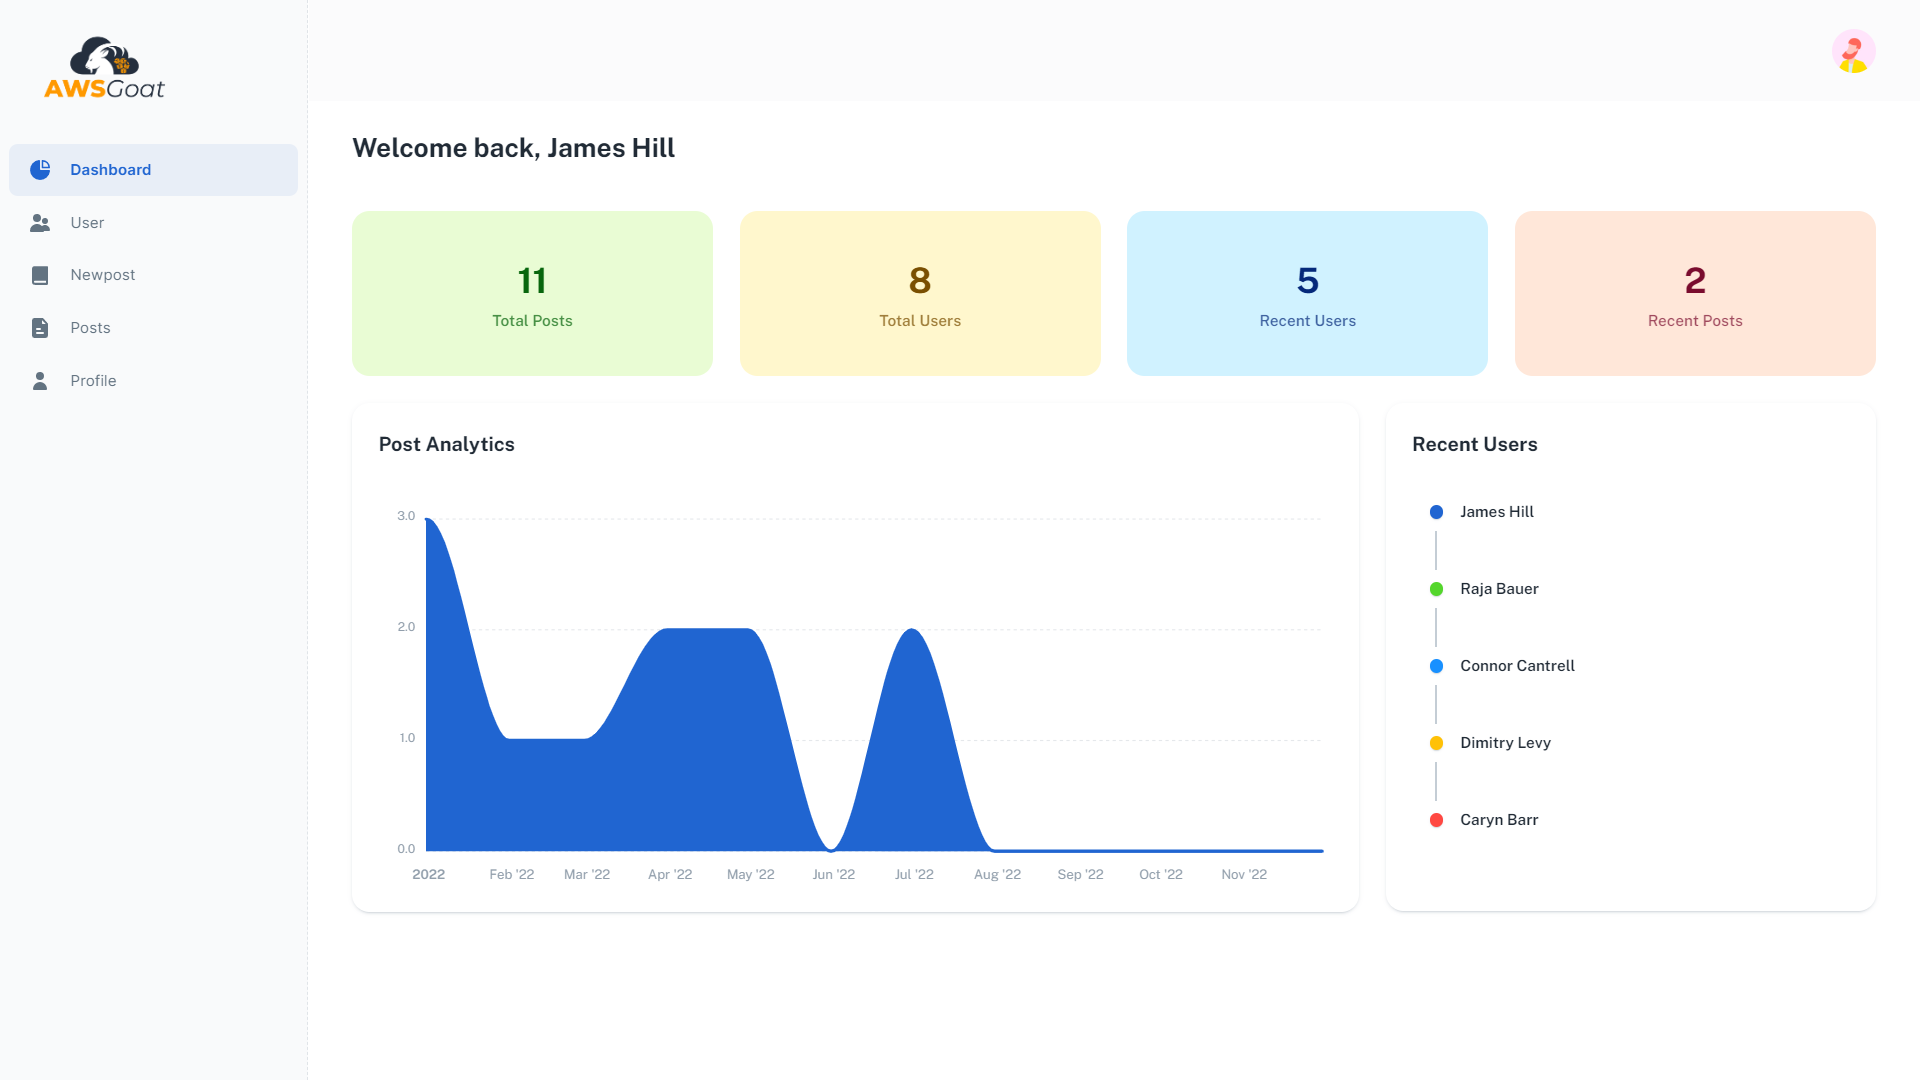 AWSGoat
Dashboard
User
Newpost
Posts
Profile
Welcome back, James Hill
11
Total Posts
8
Total Users
5
Recent Users
2
Recent Posts
Post Analytics
3.0
2.0
1.0
0.0
2022 Feb '22 Mar '22 Apr '22 May '22 Jun '22 Jul '22 Aug '22 Sep '22 Oct '22 Nov '22
Recent Users
James Hill
Raja Bauer
Connor Cantrell
Dimitry Levy
Caryn Barr